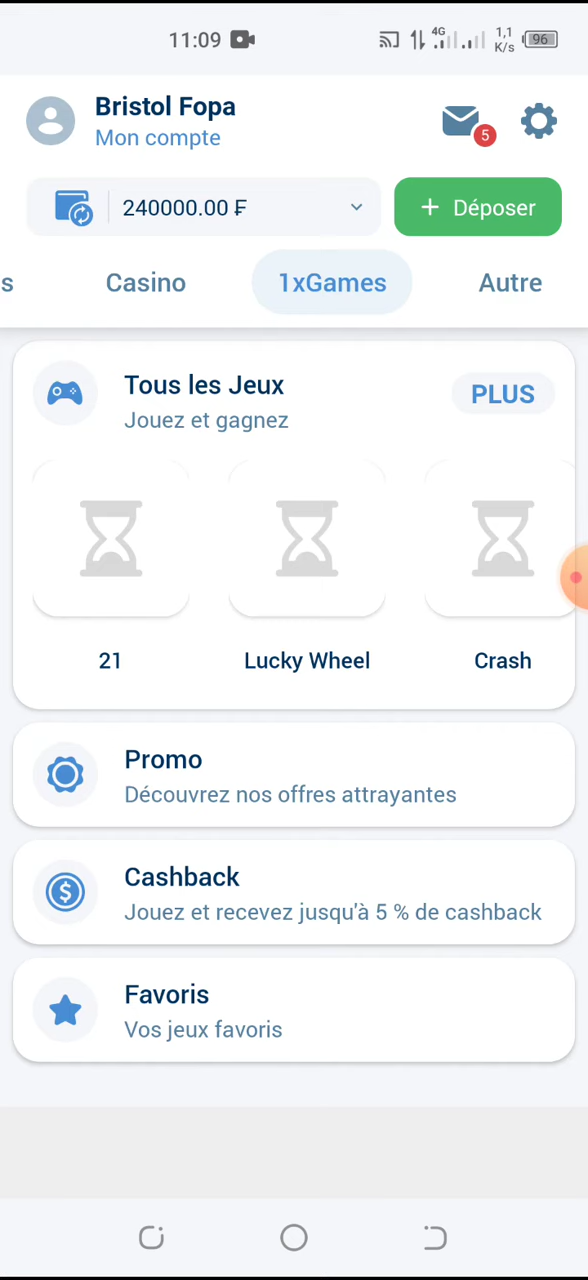 11:09 4G 1,1 K/s 96
Bristol Fopa
Mon compte
5
240000.00 ₣
+ Déposer
s Casino 1xGames Autre
Tous les Jeux
Jouez et gagnez
PLUS
21 Lucky Wheel Crash
Promo
Découvrez nos offres attrayantes
Cashback
Jouez et recevez jusqu'à 5 % de cashback
Favoris
Vos jeux favoris